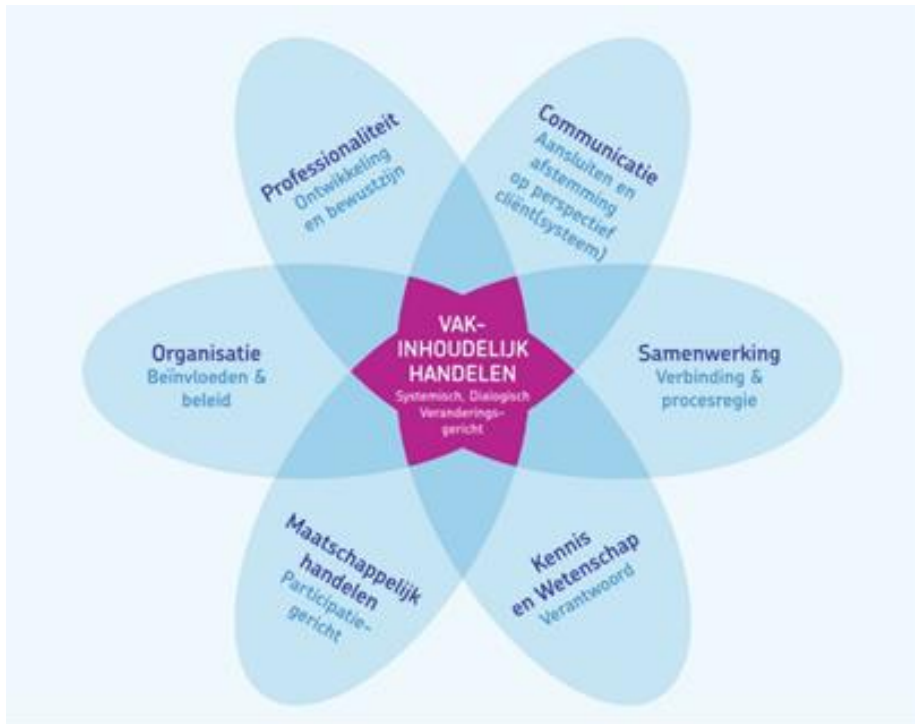 Professionaliteit
Ontwikkeling
en bewustzijn
Communicatie
Aansluiten en
afstemming
op perspectief
cliënt(systeem)
Organisatie
Beïnvloeden &
beleid
VAK-
INHOUDELIJK
HANDELEN
Systemisch, Dialogisch
Veranderings-
gericht
Samenwerking
Verbinding &
procesregie
Maatschappelijk
handelen
Participatie-
gericht
Kennis
en Wetenschap
Verantwoord